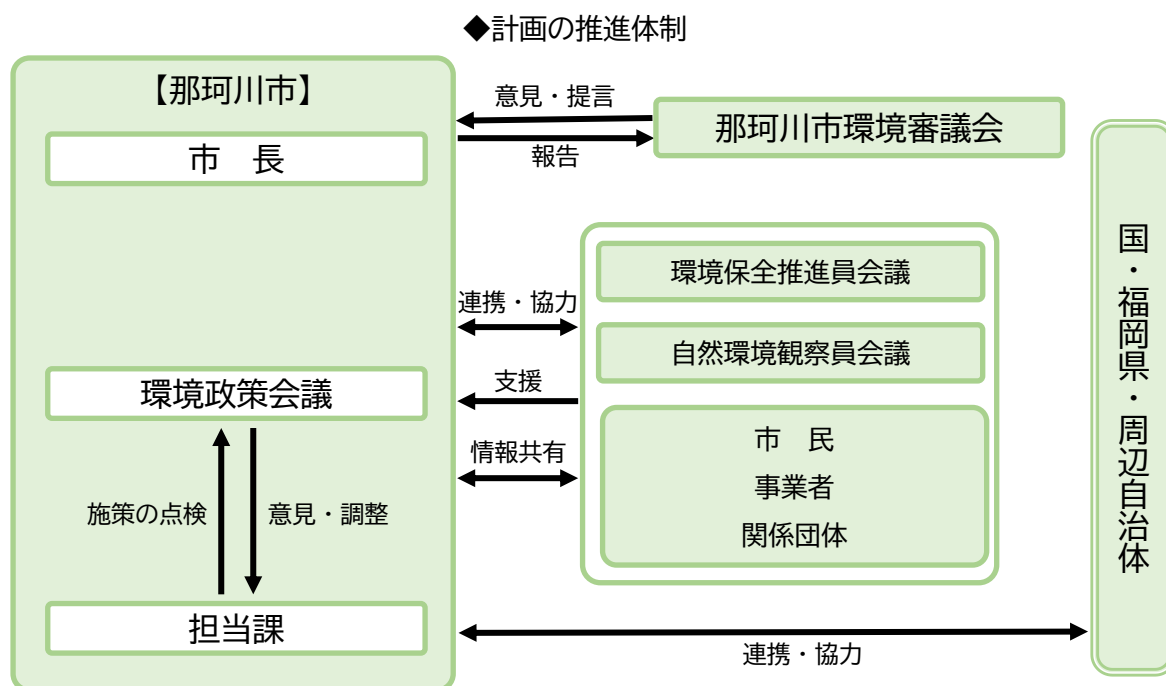 ◆計画の推進体制
【那珂川市】
市　長
環境政策会議
施策の点検
意見・調整
担当課
意見・提言
報告
那珂川市環境審議会
連携・協力
支援
情報共有
環境保全推進員会議
自然環境観察員会議
市　民
事業者
関係団体
連携・協力
国・福岡県・周辺自治体